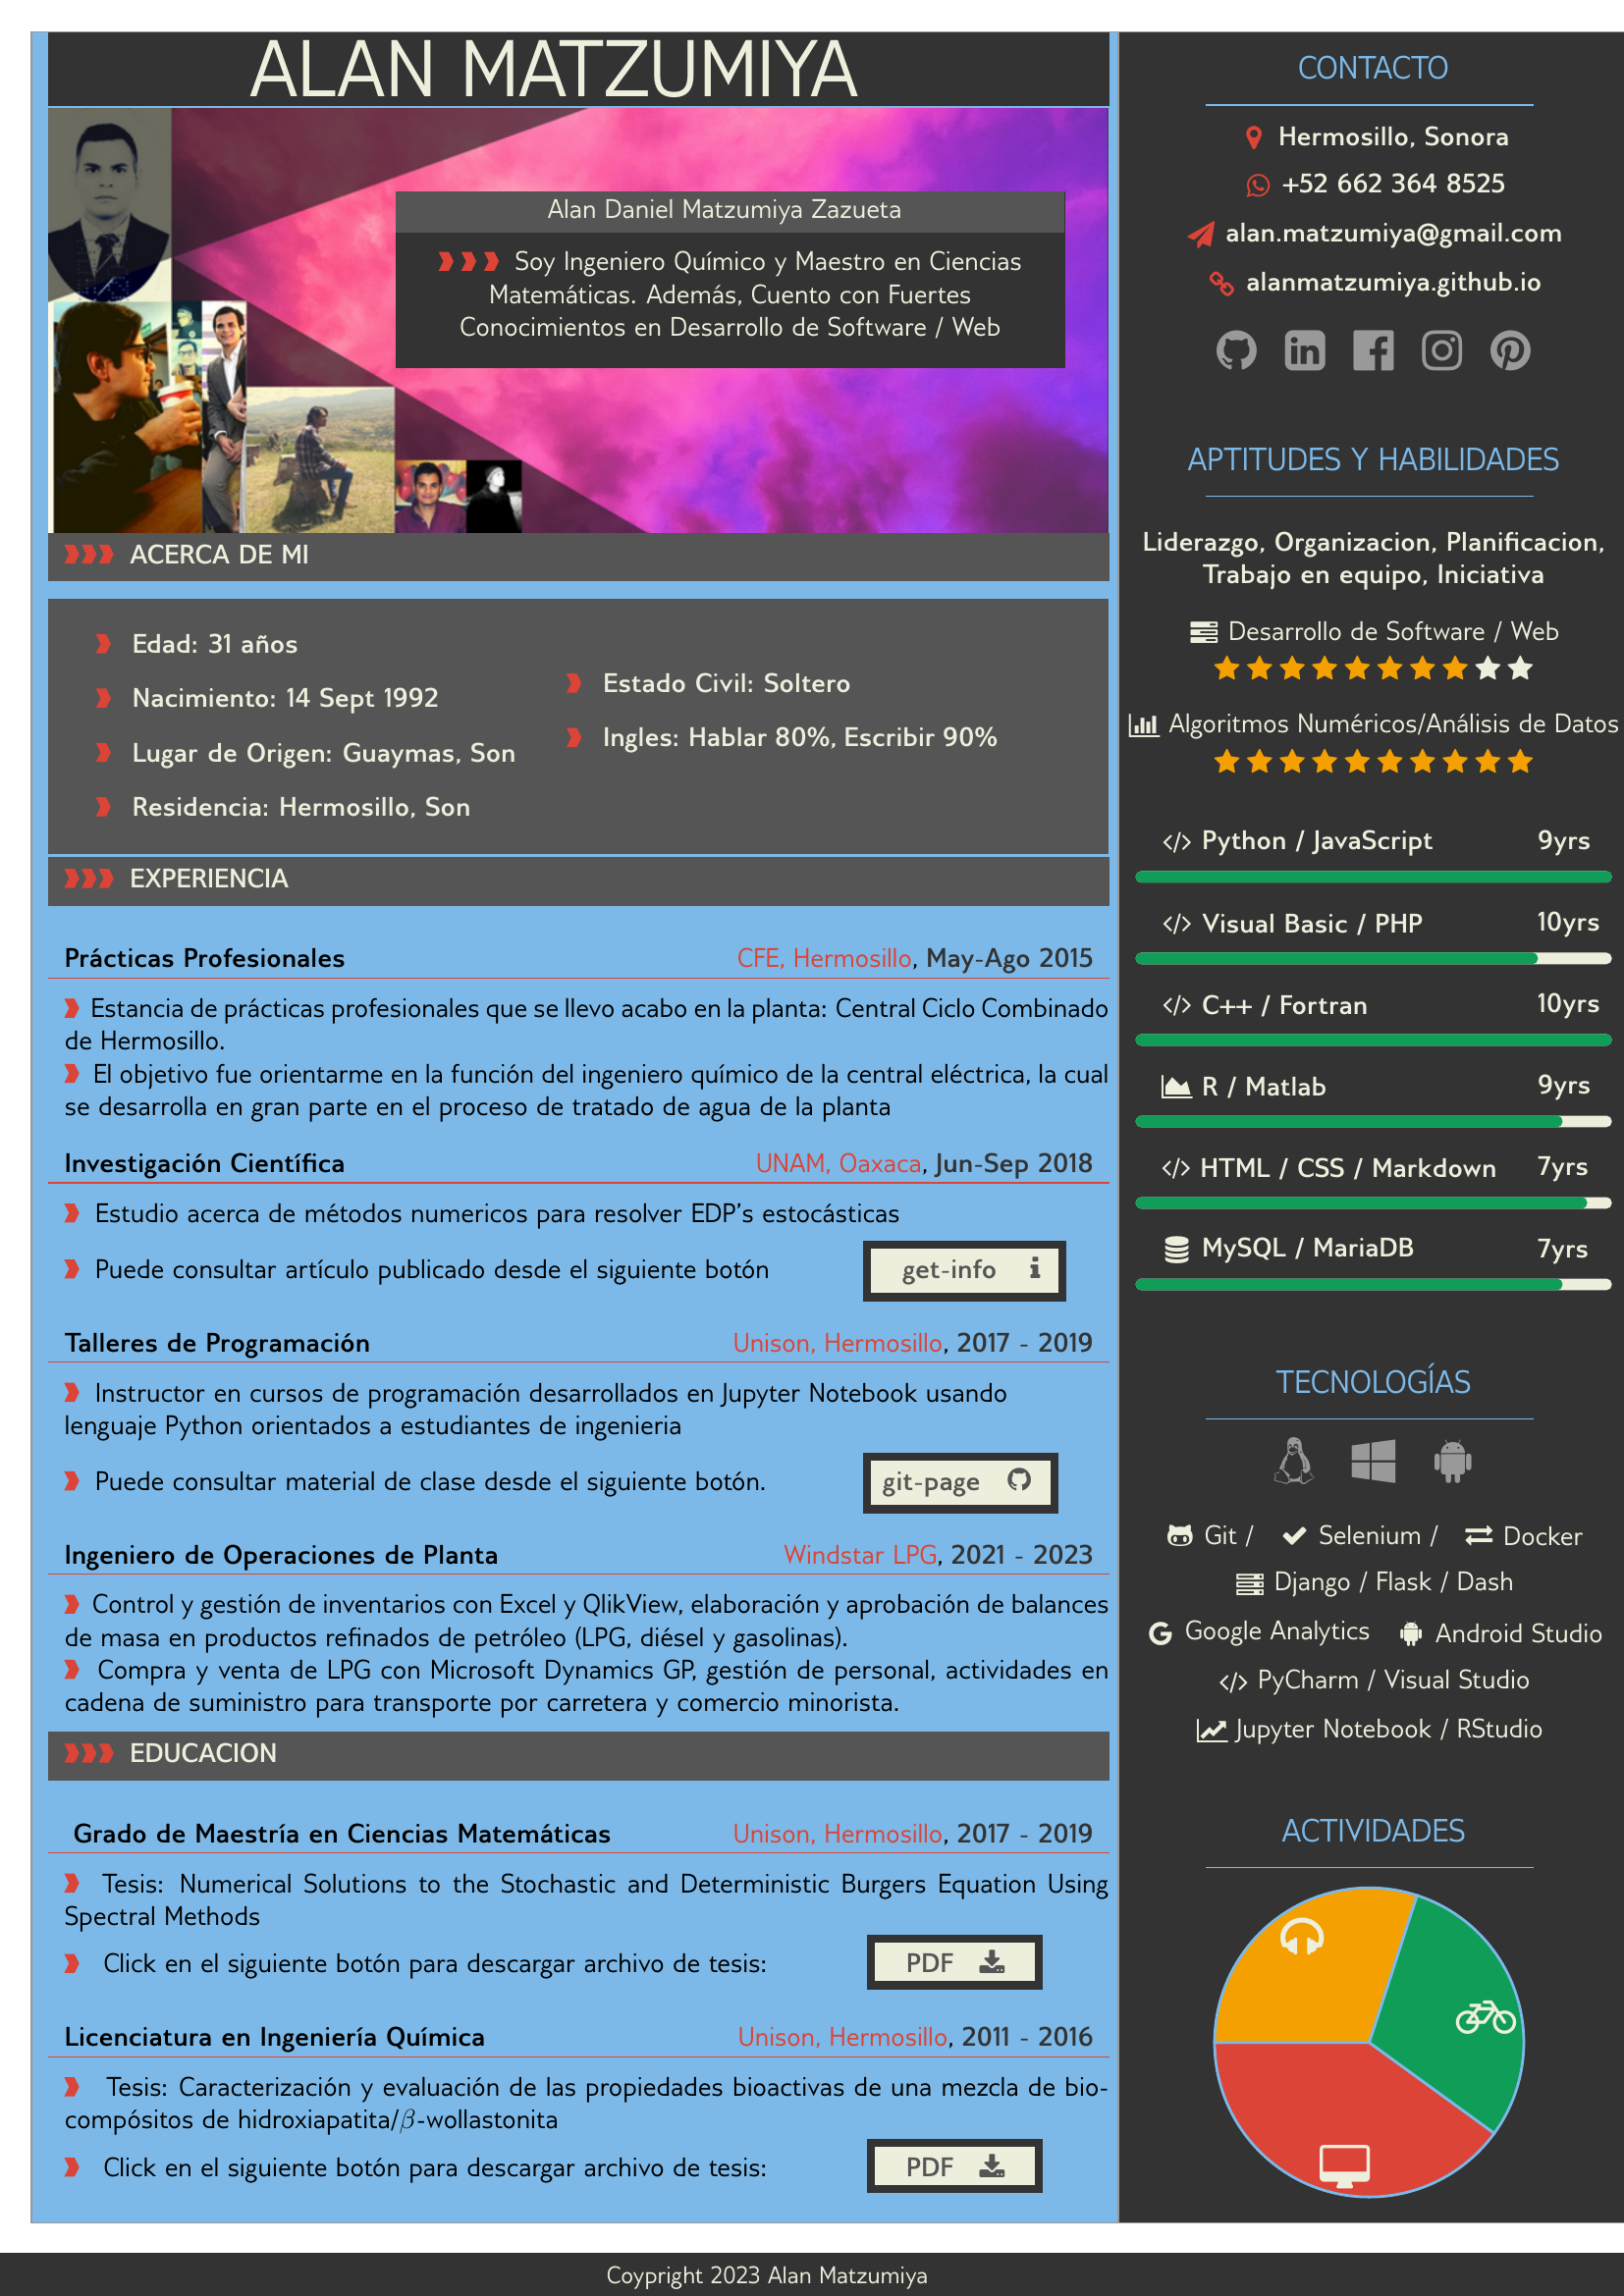 ALAN MATZUMIYA
Alan Daniel Matzumiya Zazueta
Soy Ingeniero Químico y Maestro en Ciencias
Matemáticas. Además, Cuento con Fuertes
Conocimientos en Desarrollo de Software / Web
ACERCA DE MI
Edad: 31 años
Nacimiento: 14 Sept 1992
Lugar de Origen: Guaymas, Son
Residencia: Hermosillo, Son
Estado Civil: Soltero
Ingles: Hablar 80%, Escribir 90%
EXPERIENCIA
Prácticas Profesionales CFE, Hermosillo, May-Ago 2015
Estancia de prácticas profesionales que se llevo acabo en la planta: Central Ciclo Combinado
de Hermosillo.
El objetivo fue orientarme en la función del ingeniero químico de la central eléctrica, la cual
se desarrolla en gran parte en el proceso de tratado de agua de la planta
Investigación Científica UNAM, Oaxaca, Jun-Sep 2018
Estudio acerca de métodos numericos para resolver EDP's estocásticas
Puede consultar artículo publicado desde el siguiente botón get-info
Talleres de Programación Unison, Hermosillo, 2017 - 2019
Instructor en cursos de programación desarrollados en Jupyter Notebook usando
lenguaje Python orientados a estudiantes de ingenieria
Puede consultar material de clase desde el siguiente botón. git-page
Ingeniero de Operaciones de Planta Windstar LPG, 2021 - 2023
Control y gestión de inventarios con Excel y QlikView, elaboración y aprobación de balances
de masa en productos refinados de petróleo (LPG, diésel y gasolinas).
Compra y venta de LPG con Microsoft Dynamics GP, gestión de personal, actividades en
cadena de suministro para transporte por carretera y comercio minorista.
EDUCACION
Grado de Maestría en Ciencias Matemáticas Unison, Hermosillo, 2017 - 2019
Tesis: Numerical Solutions to the Stochastic and Deterministic Burgers Equation Using
Spectral Methods
Click en el siguiente botón para descargar archivo de tesis: PDF
Licenciatura en Ingeniería Química Unison, Hermosillo, 2011 - 2016
Tesis: Caracterización y evaluación de las propiedades bioactivas de una mezcla de bio-
compósitos de hidroxiapatita/β-wollastonita
Click en el siguiente botón para descargar archivo de tesis: PDF
CONTACTO
Hermosillo, Sonora
+52 662 364 8525
alan.matzumiya@gmail.com
alanmatzumiya.github.io
APTITUDES Y HABILIDADES
Liderazgo, Organizacion, Planificacion,
Trabajo en equipo, Iniciativa
Desarrollo de Software / Web
Algoritmos Numéricos/Análisis de Datos
Python / JavaScript 9yrs
Visual Basic / PHP 10yrs
C++ / Fortran 10yrs
R / Matlab 9yrs
HTML / CSS / Markdown 7yrs
MySQL / MariaDB 7yrs
TECNOLOGÍAS
Git / Selenium / Docker
Django / Flask / Dash
Google Analytics Android Studio
PyCharm / Visual Studio
Jupyter Notebook / RStudio
ACTIVIDADES
Coypright 2023 Alan Matzumiya